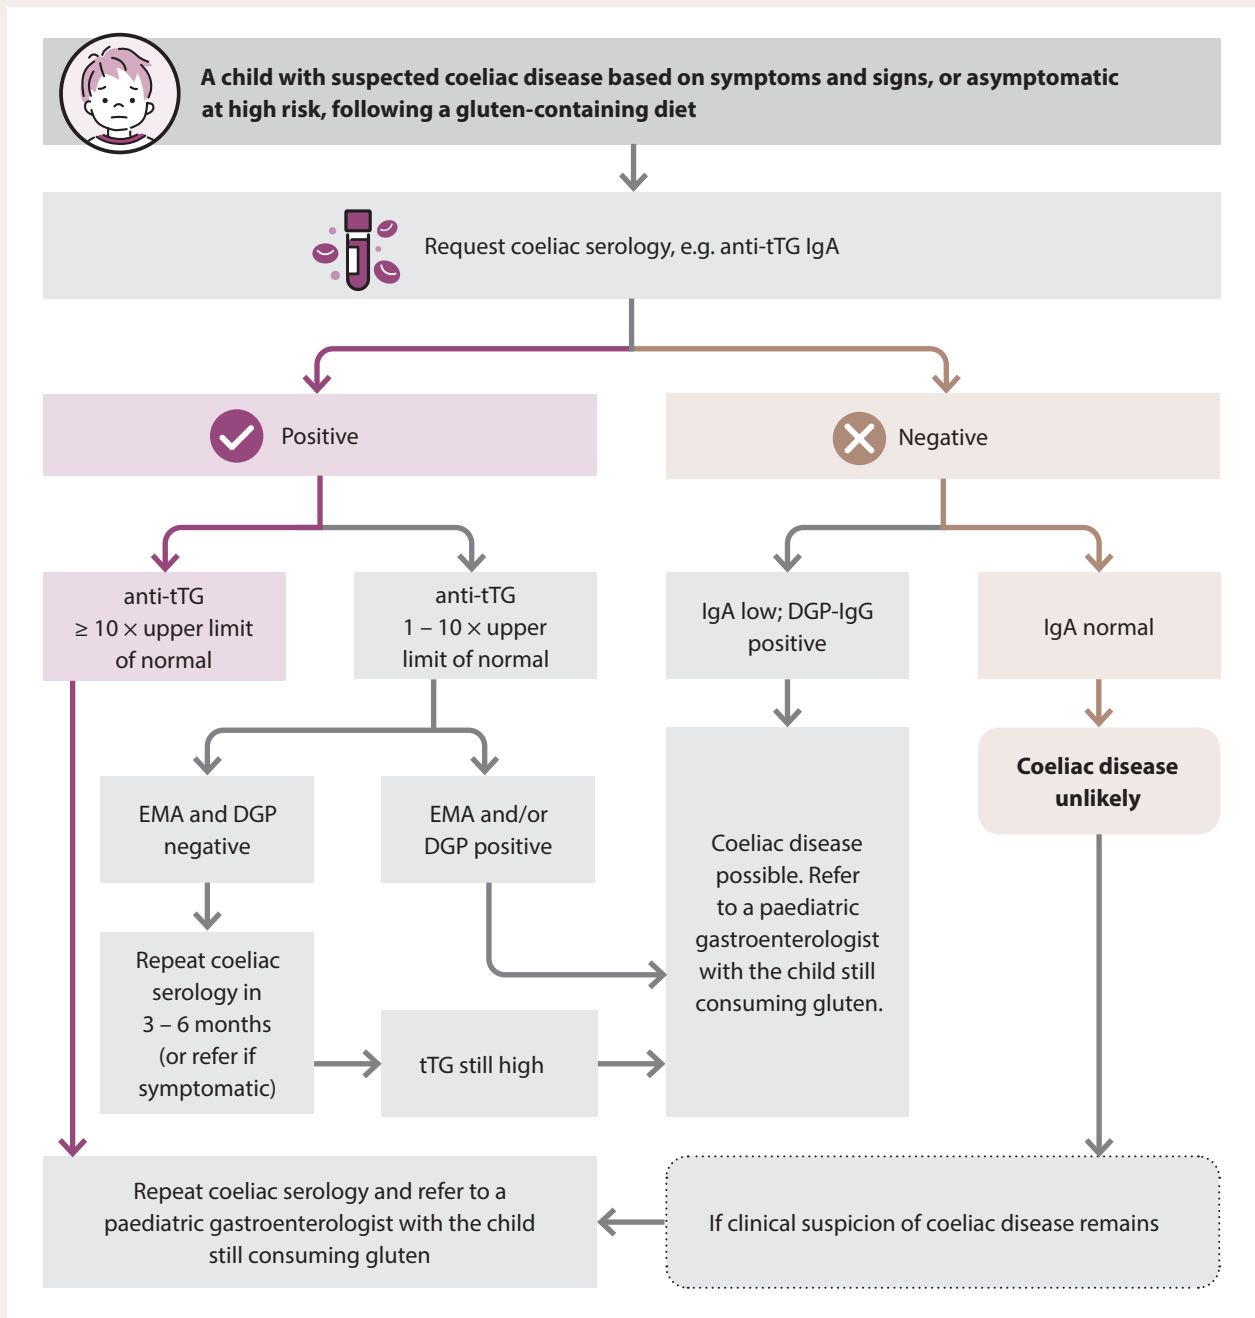 A child with suspected coeliac disease based on symptoms and signs, or asymptomatic
at high risk, following a gluten-containing diet
Request coeliac serology, e.g. anti-tTG IgA
Positive
Negative
anti-tTG
≥ 10 × upper limit
of normal
anti-tTG
1 – 10 × upper
limit of normal
IgA low; DGP-IgG
positive
IgA normal
EMA and DGP
negative
EMA and/or
DGP positive
Coeliac disease
possible. Refer
to a paediatric
gastroenterologist
with the child still
consuming gluten.
Coeliac disease
unlikely
Repeat coeliac
serology in
3 – 6 months
(or refer if
symptomatic)
tTG still high
Repeat coeliac serology and refer to a
paediatric gastroenterologist with the child
still consuming gluten
If clinical suspicion of coeliac disease remains